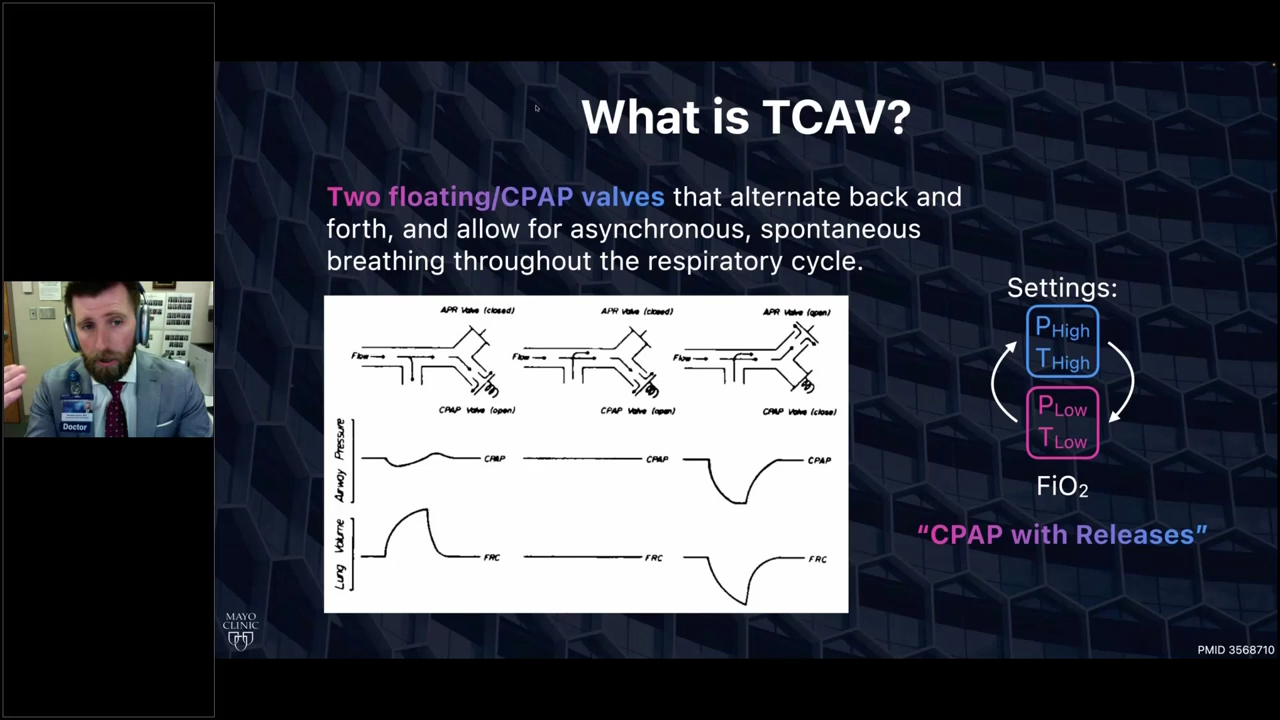 What is TCAV?
Two floating/CPAP valves that alternate back and
forth, and allow for asynchronous, spontaneous
breathing throughout the respiratory cycle.
APR Valve (closed)
APR Valve (closed)
APR Valve (open)
Flow
Flow
Flow
CPAP Valve (open)
CPAP Valve (open)
CPAP Valve (close)
Airway Pressure
CPAP
CPAP
CPAP
Lung Volume
FRC
FRC
FRC
Settings:
PHigh
THigh
PLow
TLow
FiO2
“CPAP with Releases”
Doctor
MAYO
CLINIC
PMID 3568710